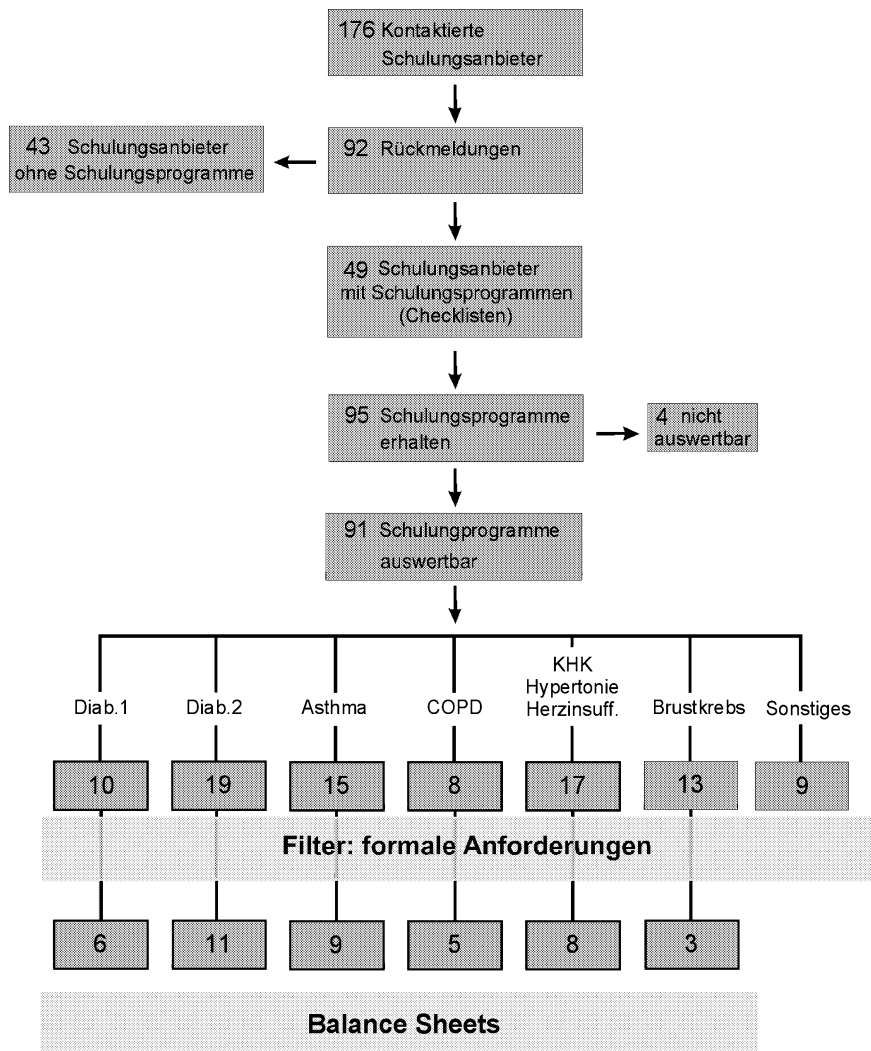 176 Kontaktierte
Schulungsanbieter
92 Rückmeldungen
43 Schulungsanbieter
ohne Schulungsprogramme
49 Schulungsanbieter
mit Schulungsprogrammen
(Checklisten)
95 Schulungsprogramme
erhalten
4 nicht
auswertbar
91 Schulungprogramme
auswertbar
Diab.1
Diab.2
Asthma
COPD
KHK
Hypertonie
Herzinsuff.
Brustkrebs
Sonstiges
10
19
15
8
17
13
9
Filter: formale Anforderungen
6
11
9
5
8
3
Balance Sheets